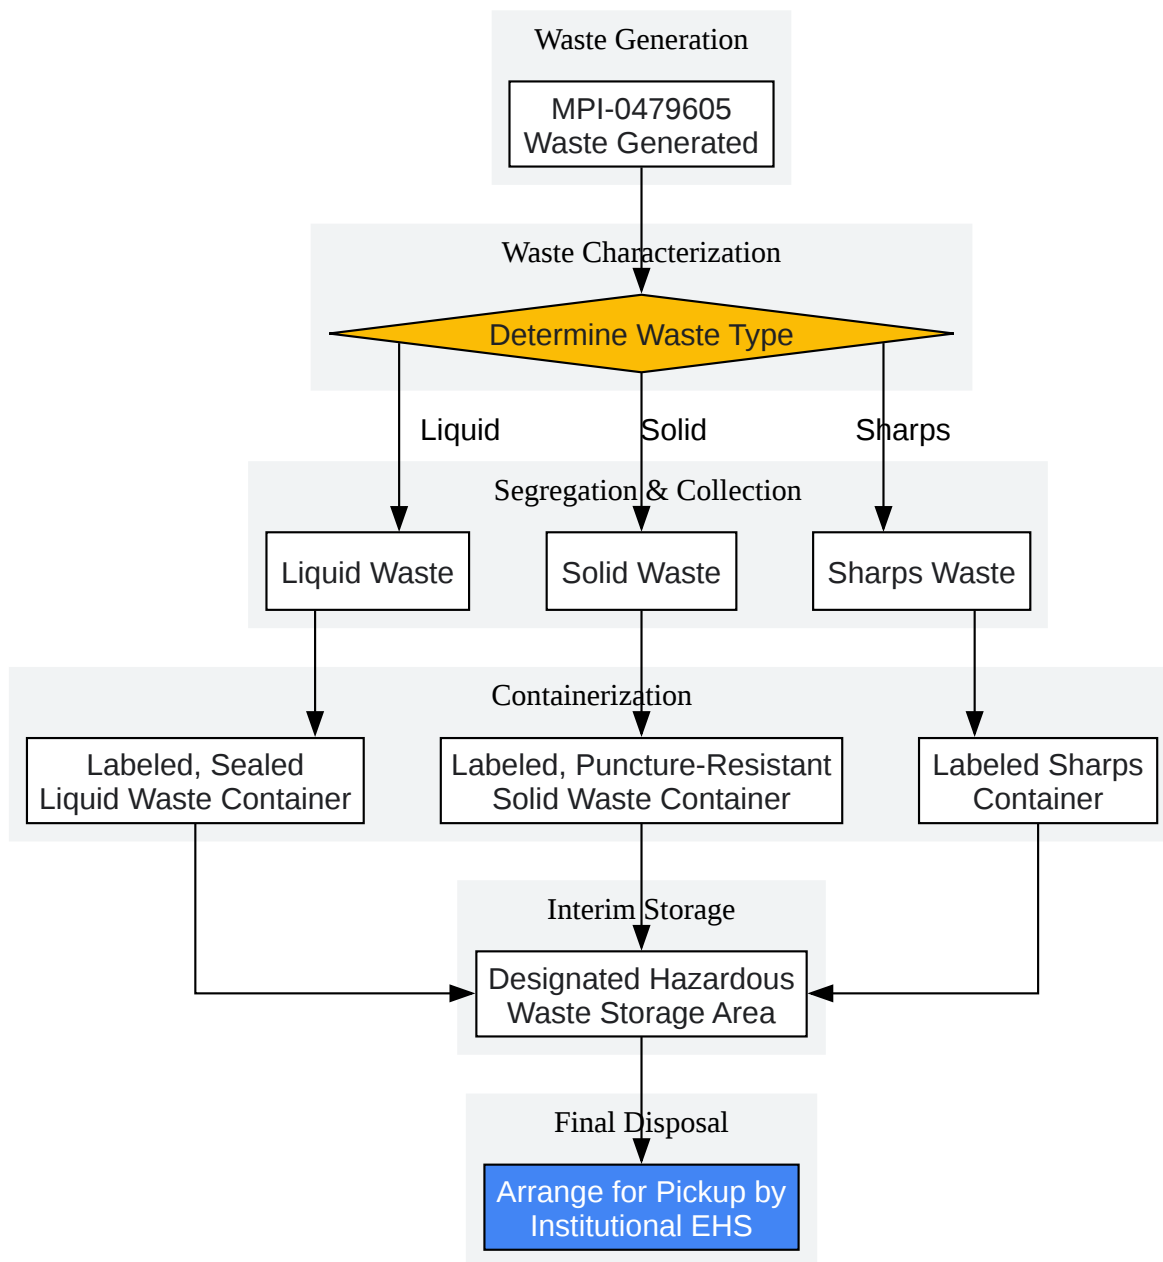 Waste Generation
MPI-0479605
Waste Generated
Waste Characterization
Determine Waste Type
Liquid
Solid
Sharps
Segregation & Collection
Liquid Waste
Solid Waste
Sharps Waste
Containerization
Labeled, Sealed
Liquid Waste Container
Labeled, Puncture-Resistant
Solid Waste Container
Labeled Sharps
Container
Interim Storage
Designated Hazardous
Waste Storage Area
Final Disposal
Arrange for Pickup by
Institutional EHS